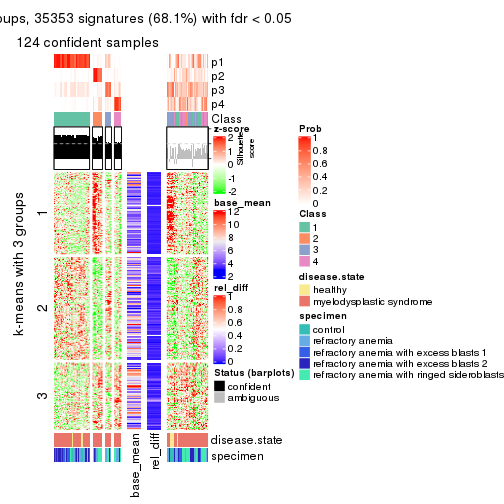 oups, 35353 signatures (68.1%) with fdr < 0.05
124 confident samples
p1
p2
p3
p4
Class
Silhouette
score
k-means with 3 groups
1
2
3
disease.state
specimen
base_mean
rel_diff
z-score
2
1
0
-1
-2
base_mean
12
10
8
6
4
2
rel_diff
1
0.8
0.6
0.4
0.2
0
Status (barplots)
confident
ambiguous
Prob
1
0.8
0.6
0.4
0.2
0
Class
1
2
3
4
disease.state
healthy
myelodysplastic syndrome
specimen
control
refractory anemia
refractory anemia with excess blasts 1
refractory anemia with excess blasts 2
refractory anemia with ringed sideroblasts